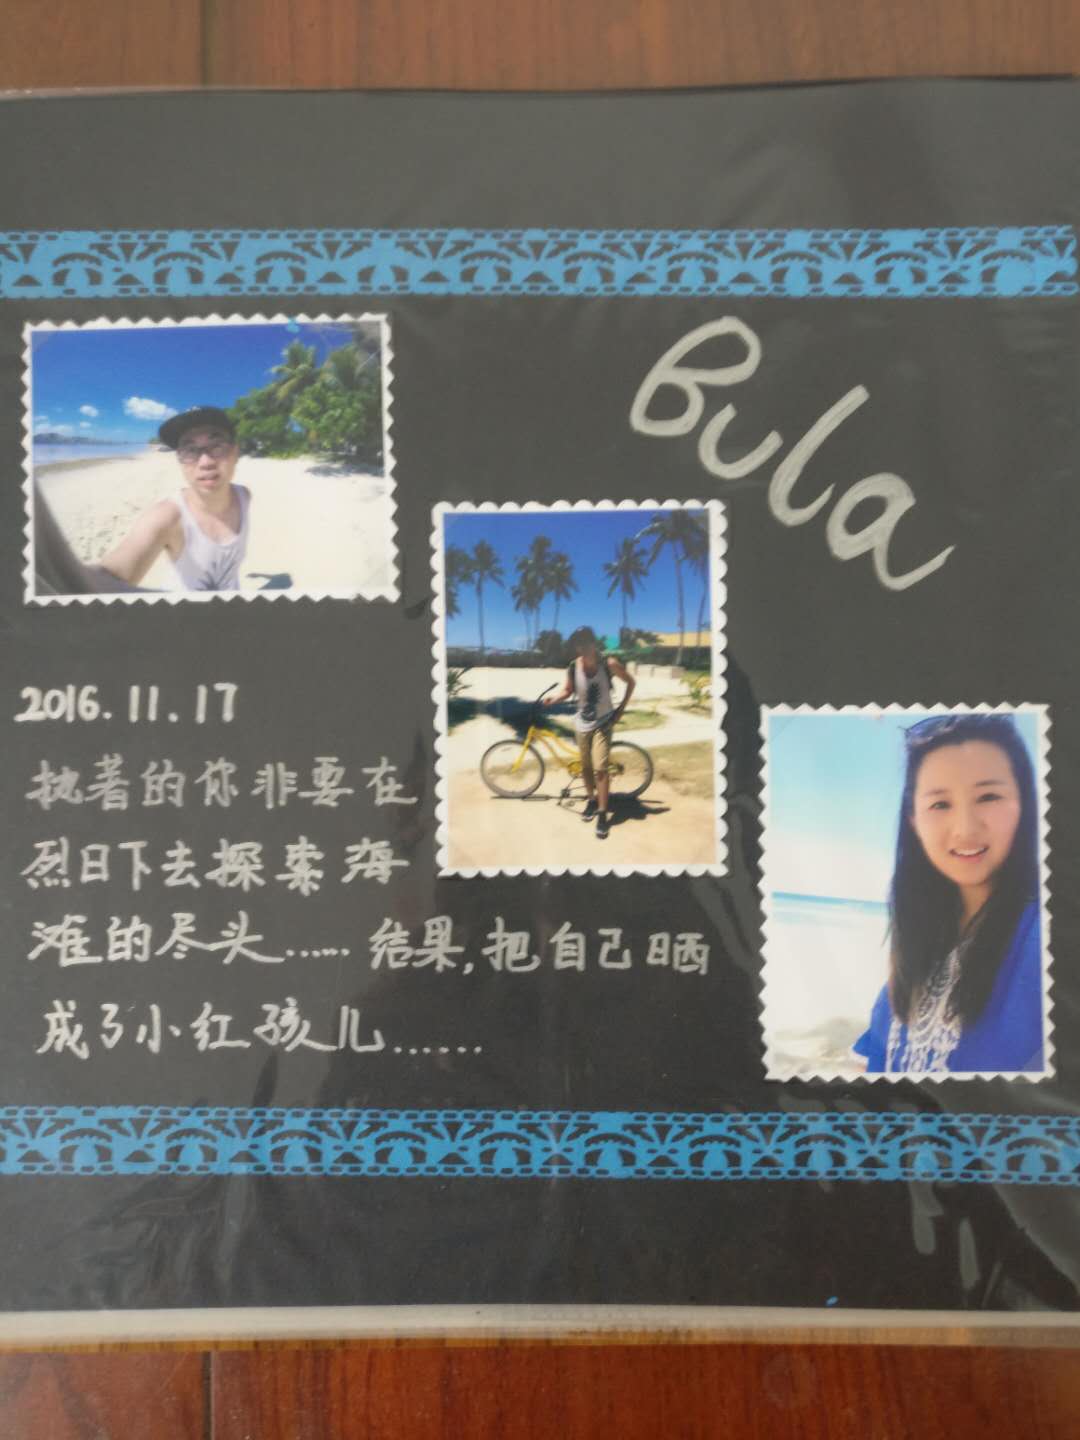 Bula
2016.11.17
执著的你非要在
烈日下去探索海
滩的尽头…… 结果,把自己晒
成了小红孩儿……